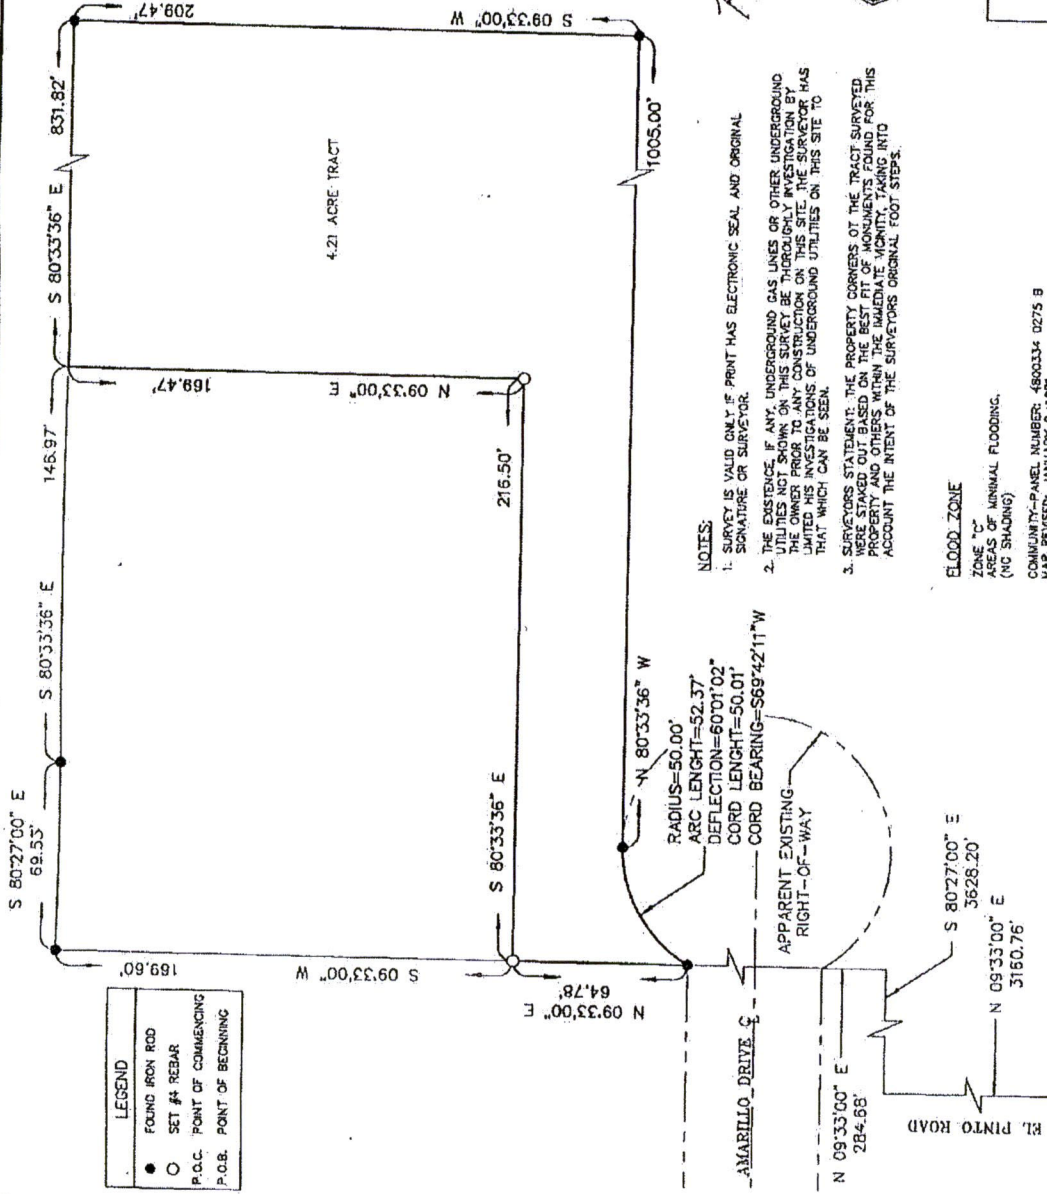 S 80°27'00" E
69.53'
S 80°33'36" E
146.97'
S 80°33'36" E
831.82'
209.47'
S 09°33'00" W
1005.00'
4.21 ACRE TRACT
169.47'
N 09°33'00" E
216.50'
S 80°33'36" E
169.60'
S 09°33'00" W
N 09°33'00" E
64.78'
N 80°33'36" W
RADIUS=50.00'
ARC LENGHT=52.37'
DEFLECTION=60°01'02"
CORD LENGHT=50.01'
CORD BEARING=S69°42'11"W
APPARENT EXISTING
RIGHT-OF-WAY
AMARILLO DRIVE
N 09°33'00" E
284.68'
S 80°27'00" E
3628.20'
N 09°33'00" E
3160.76'
EL PINTO ROAD
LEGEND
FOUND IRON ROD
SET #4 REBAR
P.O.C. POINT OF COMMENCING
P.O.B. POINT OF BEGINNING
NOTES:
1. SURVEY IS VALID ONLY IF PRINT HAS ELECTRONIC SEAL AND ORIGINAL
SIGNATURE OR SURVEYOR.
2. THE EXISTENCE, IF ANY, UNDERGROUND GAS LINES OR OTHER UNDERGROUND
UTILITIES NOT SHOWN ON THIS SURVEY BE THOROUGHLY INVESTIGATION BY
THE OWNER PRIOR TO ANY CONSTRUCTION ON THIS SITE. THE SURVEYOR HAS
LIMITED HIS INVESTIGATIONS OF UNDERGROUND UTILITIES ON THIS SITE TO
THAT WHICH CAN BE SEEN.
3. SURVEYORS STATEMENT: THE PROPERTY CORNERS OT THE TRACT SURVEYED
WERE STAKED OUT BASED ON THE BEST FIT OF MONUMENTS FOUND FOR THIS
PROPERTY AND OTHERS WITHIN THE IMMEDIATE VICINITY, TAKING INTO
ACCOUNT THE INTENT OF THE SURVEYORS ORIGINAL FOOT STEPS.
FLOOD ZONE
ZONE "C"
AREAS OF MINIMAL FLOODING.
(NO SHADING)
COMMUNITY-PANEL NUMBER: 4800334 0275 B
MAP REVISED: JANUARY